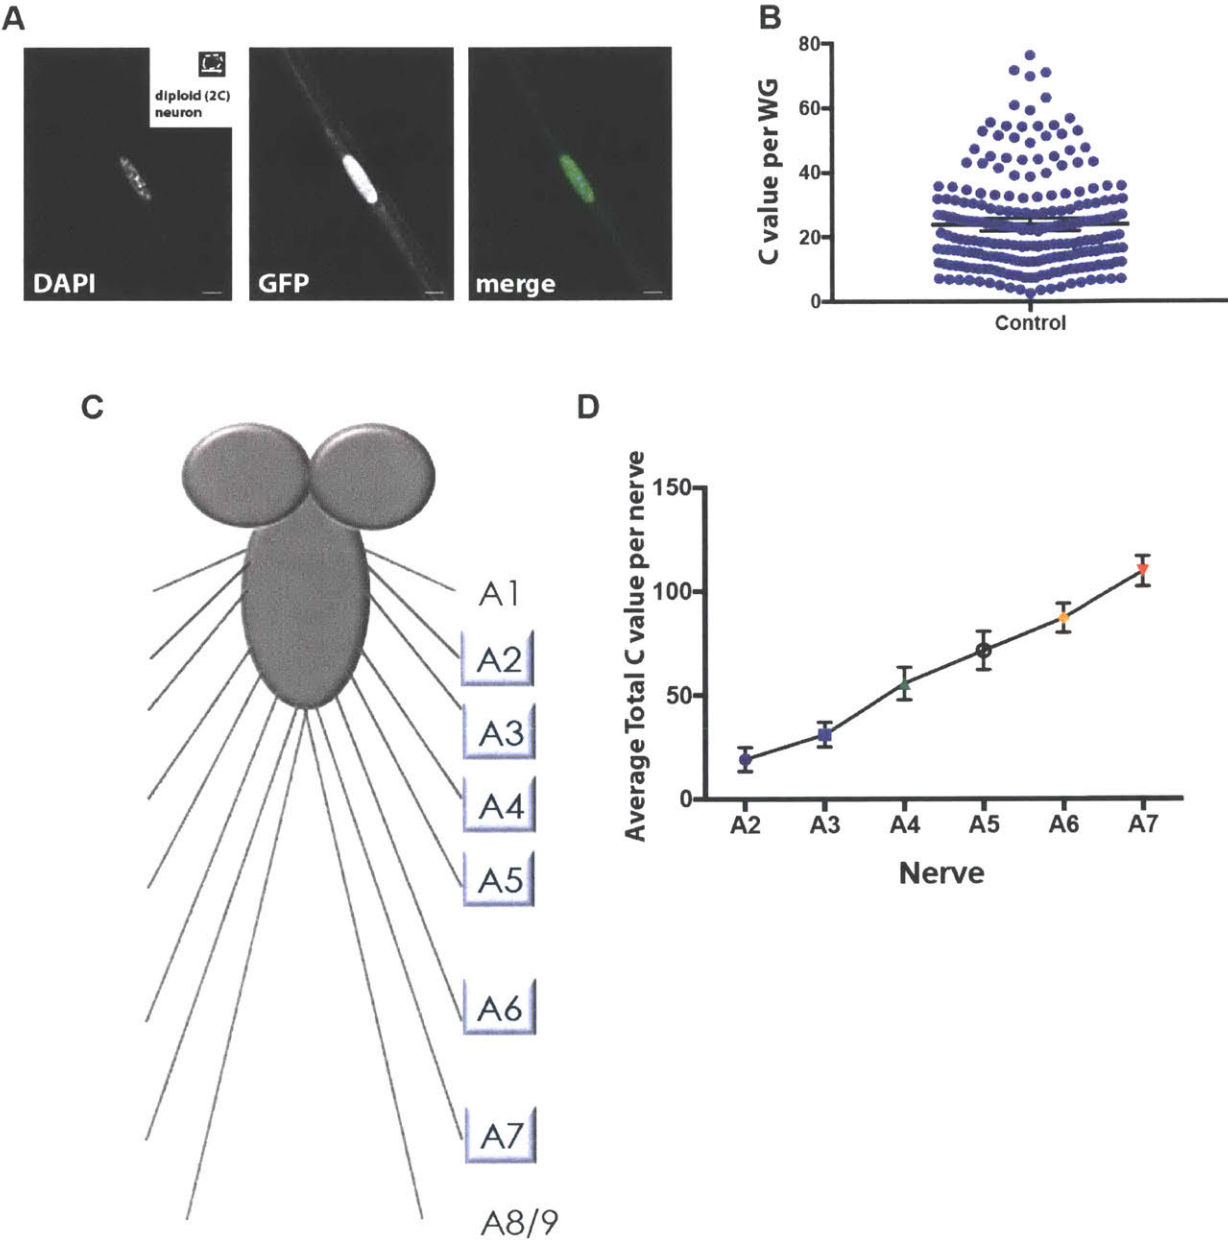 A
diploid (2C)
neuron
DAPI
GFP
merge
B
C value per WG
80
60
40
20
0
Control
C
A1
A2
A3
A4
A5
A6
A7
A8/9
D
Average Total C value per nerve
150
100
50
0
A2 A3 A4 A5 A6 A7
Nerve